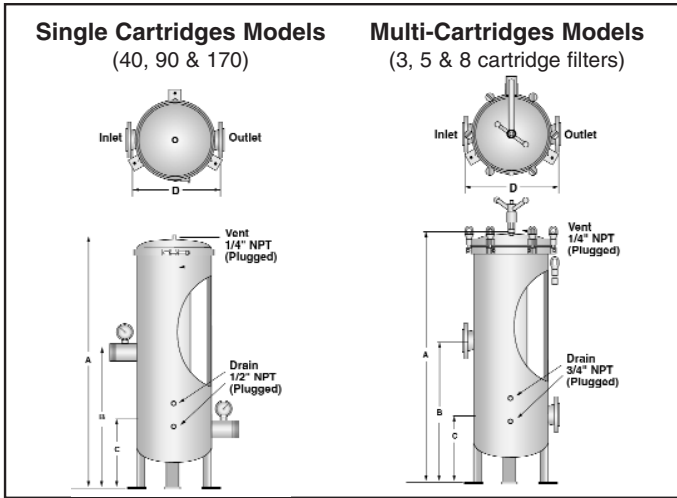 Single Cartridges Models
(40, 90 & 170)
Inlet
Outlet
D
Vent
1/4" NPT
(Plugged)
A
B
C
Drain
1/2" NPT
(Plugged)
Multi-Cartridges Models
(3, 5 & 8 cartridge filters)
Inlet
Outlet
D
Vent
1/4" NPT
(Plugged)
A
B
C
Drain
3/4" NPT
(Plugged)